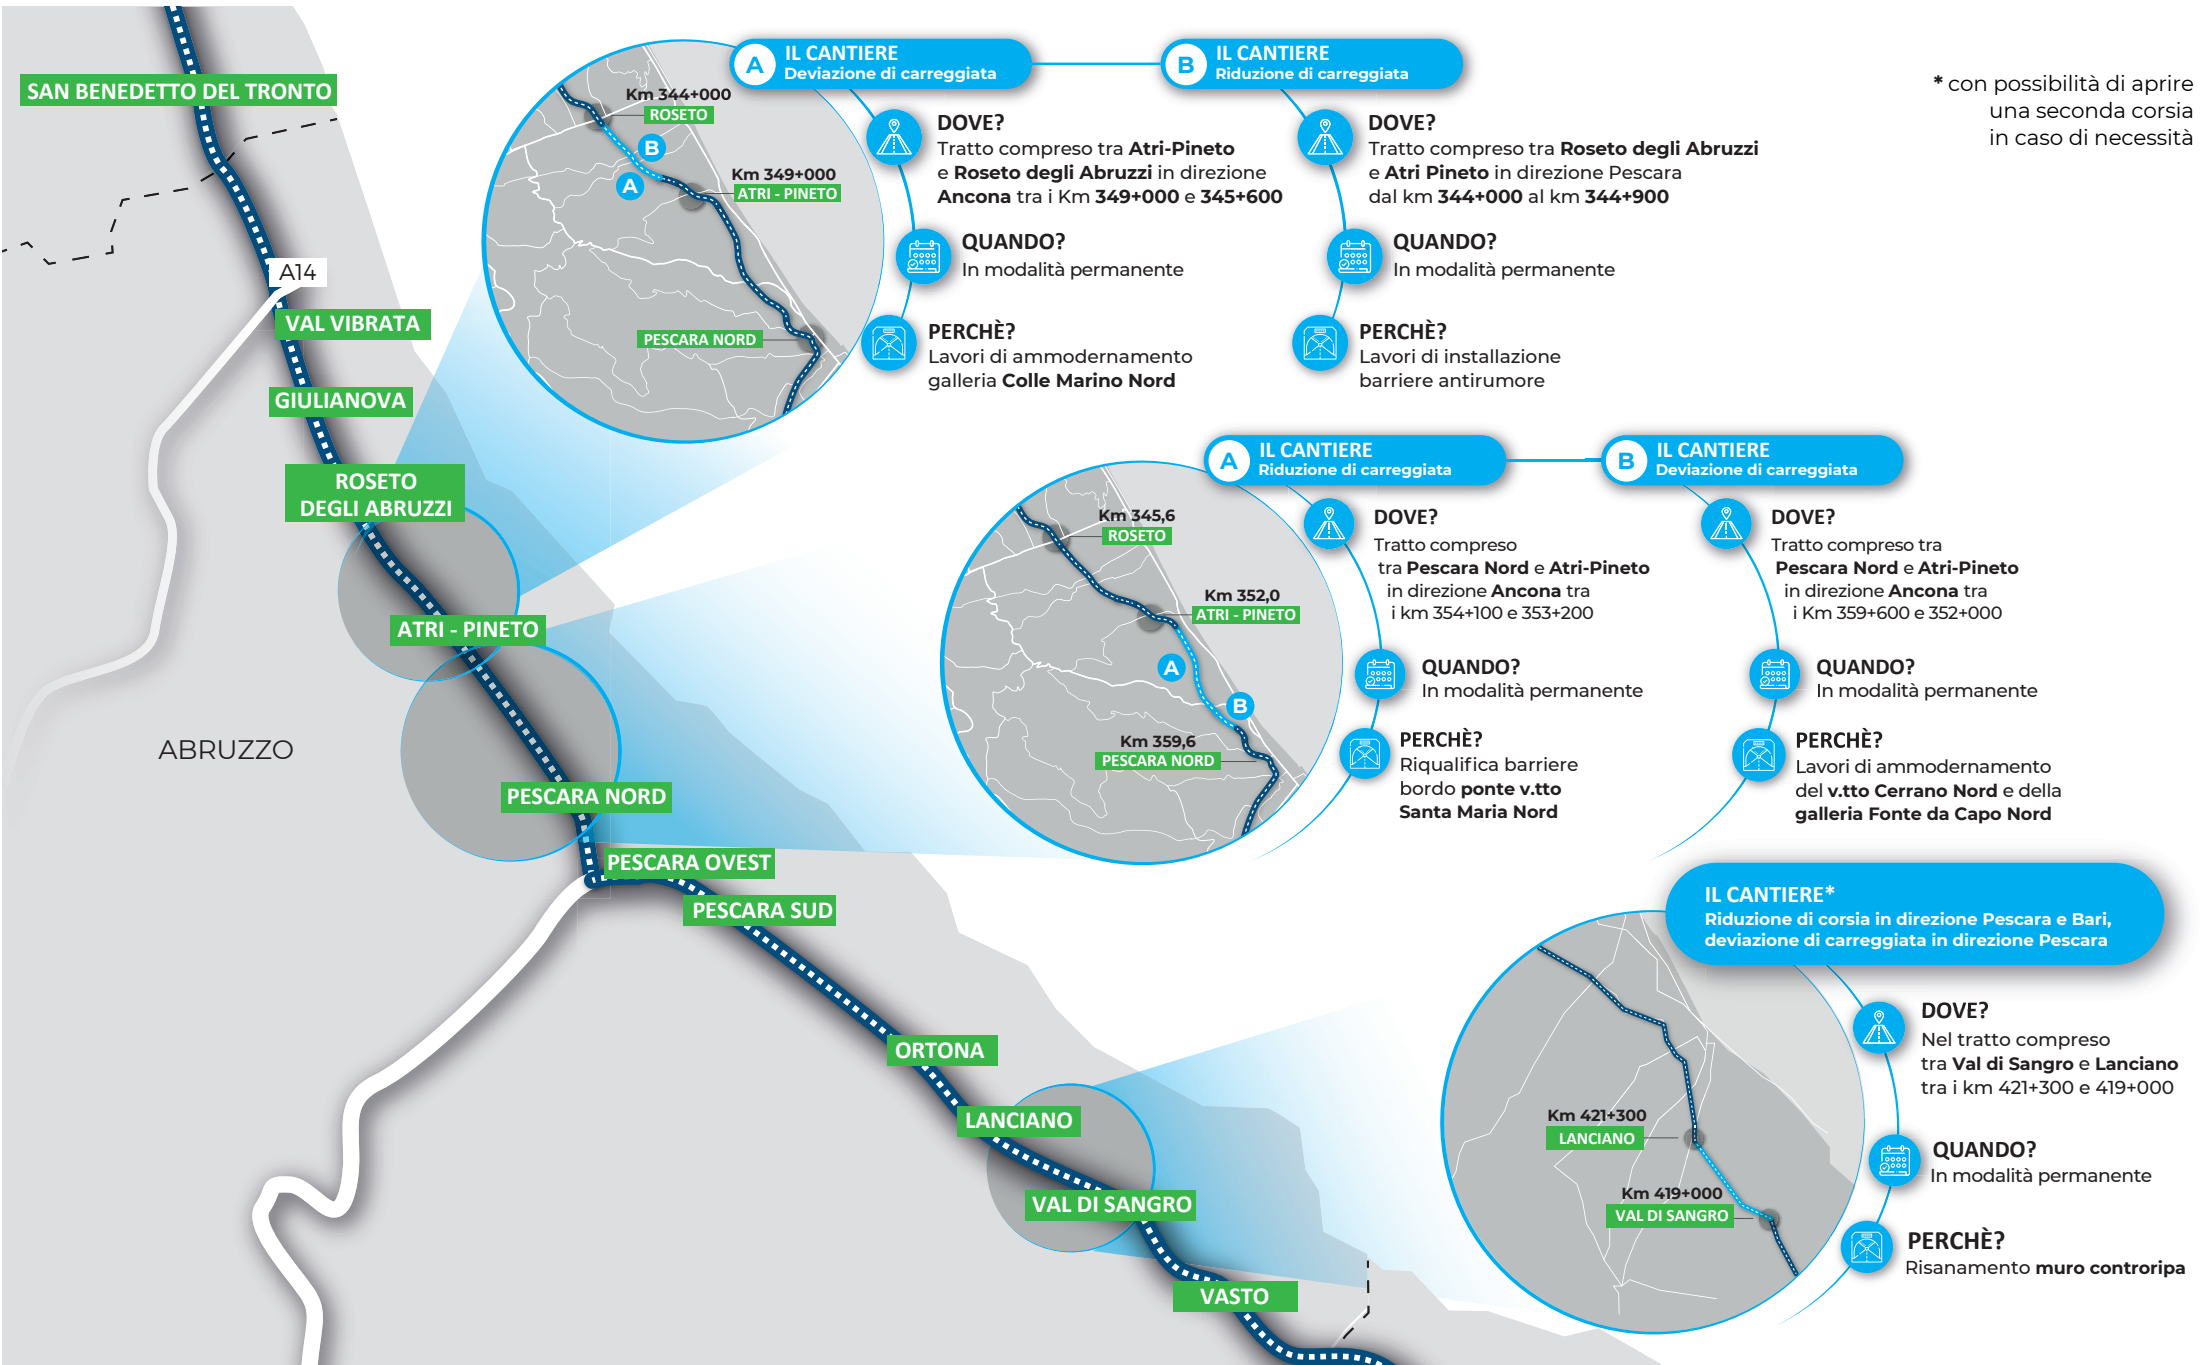 SAN BENEDETTO DEL TRONTO
A14
VAL VIBRATA
GIULIANOVA
ROSETO
DEGLI ABRUZZI
ATRI - PINETO
ABRUZZO
PESCARA NORD
PESCARA OVEST
PESCARA SUD
ORTONA
LANCIANO
VAL DI SANGRO
VASTO
Km 344+000
ROSETO
B
A
Km 349+000
ATRI - PINETO
PESCARA NORD
A
IL CANTIERE
Deviazione di carreggiata
DOVE?
Tratto compreso tra Atri-Pineto
e Roseto degli Abruzzi in direzione
Ancona tra i Km 349+000 e 345+600
QUANDO?
In modalità permanente
PERCHÈ?
Lavori di ammodernamento
galleria Colle Marino Nord
B
IL CANTIERE
Riduzione di carreggiata
DOVE?
Tratto compreso tra Roseto degli Abruzzi
e Atri Pineto in direzione Pescara
dal km 344+000 al km 344+900
QUANDO?
In modalità permanente
PERCHÈ?
Lavori di installazione
barriere antirumore
* con possibilità di aprire
una seconda corsia
in caso di necessità
Km 345,6
ROSETO
Km 352,0
ATRI - PINETO
A
B
Km 359,6
PESCARA NORD
A
IL CANTIERE
Riduzione di carreggiata
DOVE?
Tratto compreso
tra Pescara Nord e Atri-Pineto
in direzione Ancona tra
i km 354+100 e 353+200
QUANDO?
In modalità permanente
PERCHÈ?
Riqualifica barriere
bordo ponte v.tto
Santa Maria Nord
B
IL CANTIERE
Deviazione di carreggiata
DOVE?
Tratto compreso tra
Pescara Nord e Atri-Pineto
in direzione Ancona tra
i Km 359+600 e 352+000
QUANDO?
In modalità permanente
PERCHÈ?
Lavori di ammodernamento
del v.tto Cerrano Nord e della
galleria Fonte da Capo Nord
IL CANTIERE*
Riduzione di corsia in direzione Pescara e Bari,
deviazione di carreggiata in direzione Pescara
Km 421+300
LANCIANO
Km 419+000
VAL DI SANGRO
DOVE?
Nel tratto compreso
tra Val di Sangro e Lanciano
tra i km 421+300 e 419+000
QUANDO?
In modalità permanente
PERCHÈ?
Risanamento muro controripa